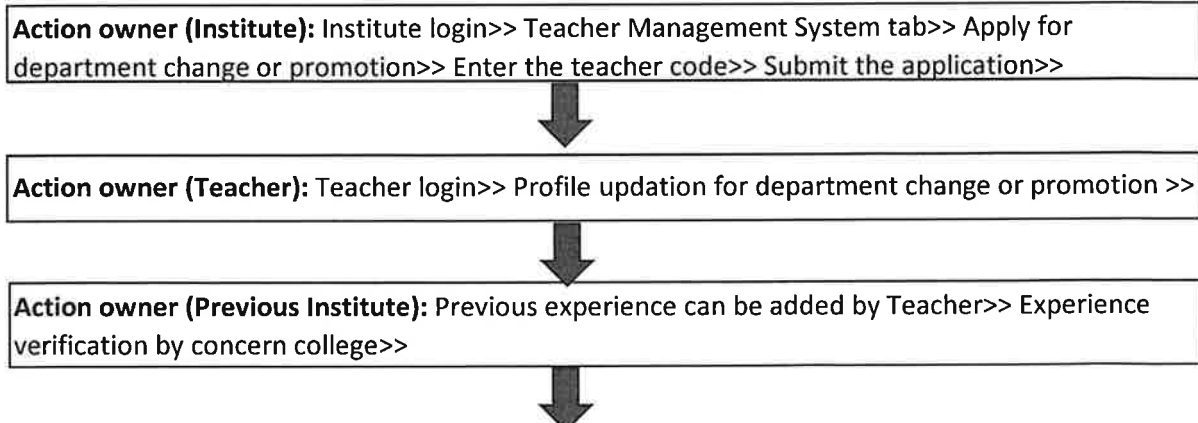 Action owner (Institute): Institute login>> Teacher Management System tab>> Apply for
department change or promotion>> Enter the teacher code>> Submit the application>>
Action owner (Teacher): Teacher login>> Profile updation for department change or promotion >>
Action owner (Previous Institute): Previous experience can be added by Teacher>> Experience
verification by concern college>>